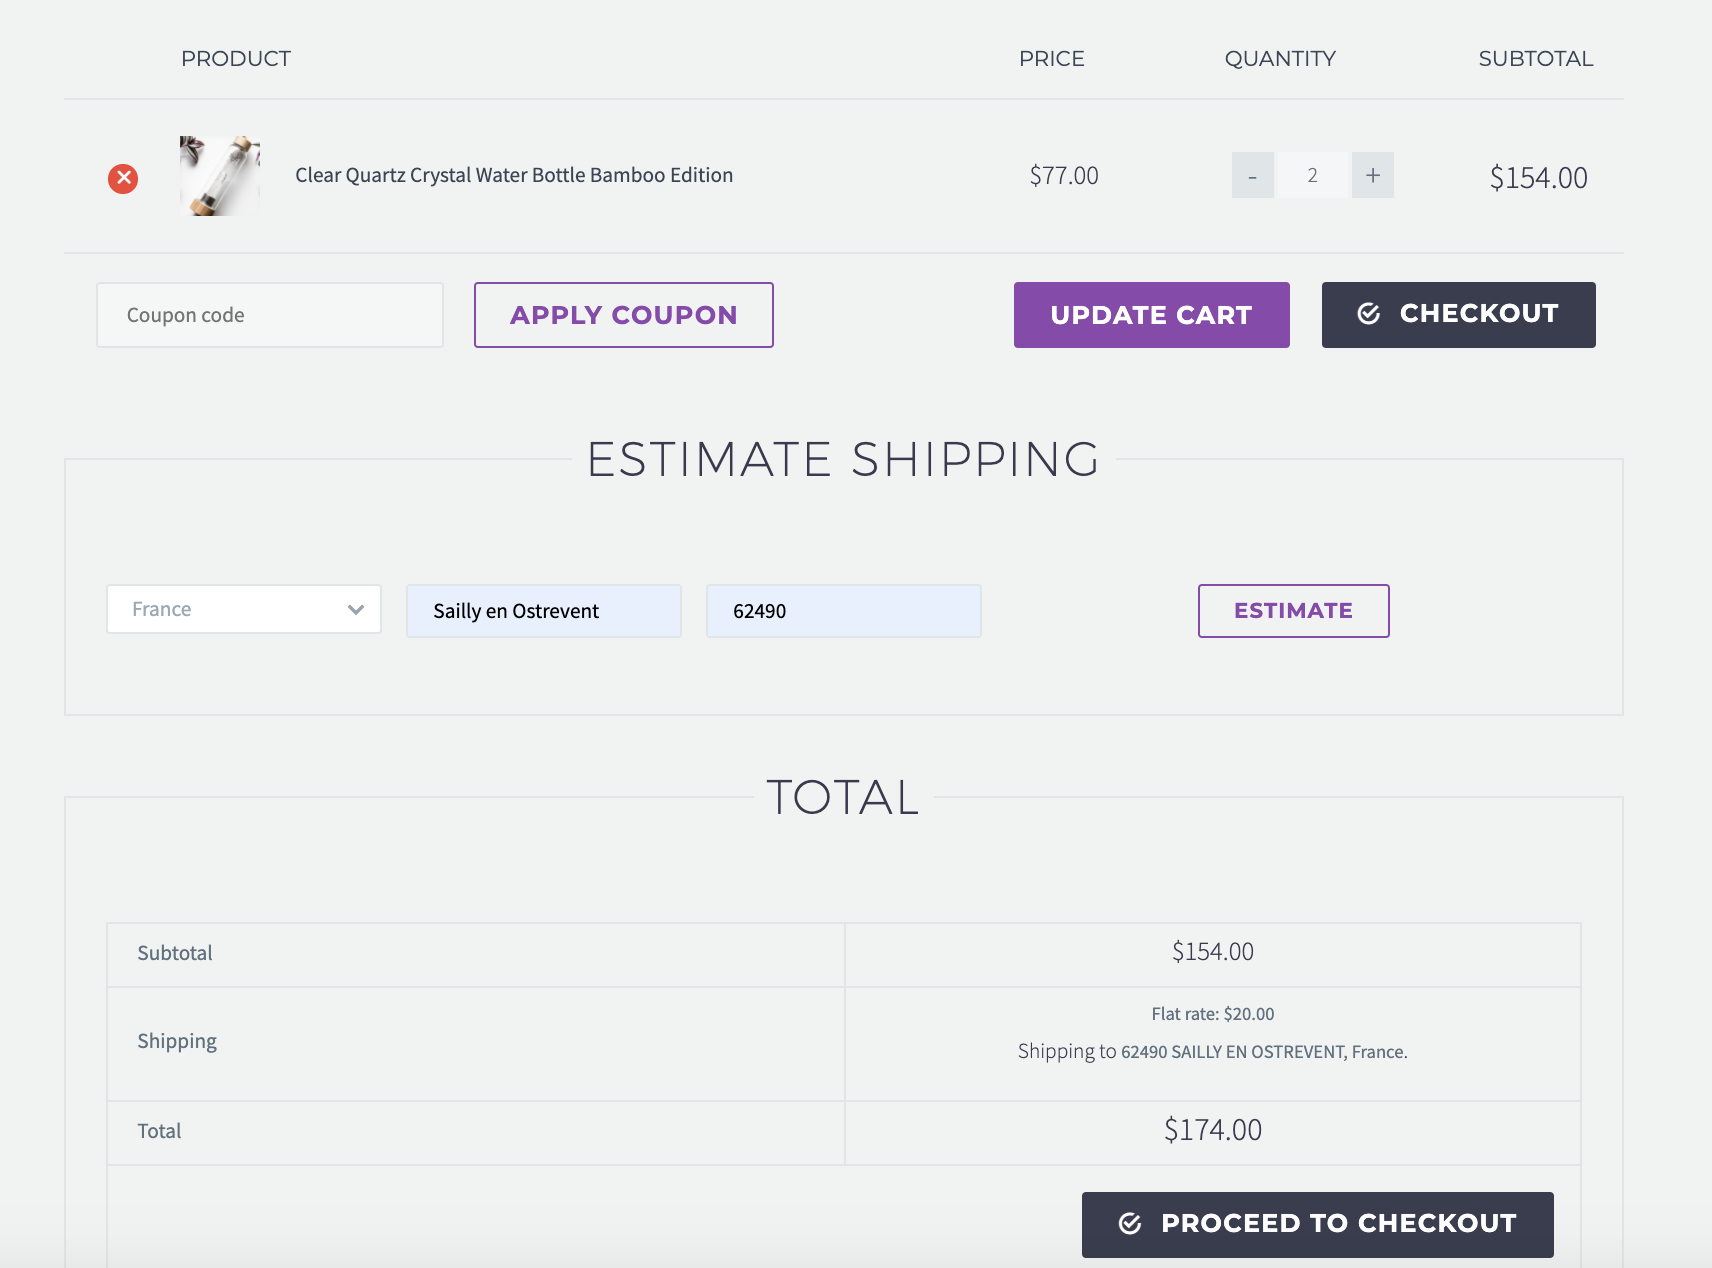 PRODUCT PRICE QUANTITY SUBTOTAL
Clear Quartz Crystal Water Bottle Bamboo Edition $77.00 - 2 + $154.00
Coupon code APPLY COUPON UPDATE CART CHECKOUT
ESTIMATE SHIPPING
France Sailly en Ostrevent 62490 ESTIMATE
TOTAL
Subtotal $154.00
Flat rate: $20.00
Shipping Shipping to 62490 SAILLY EN OSTREVENT, France.
Total $174.00
PROCEED TO CHECKOUT